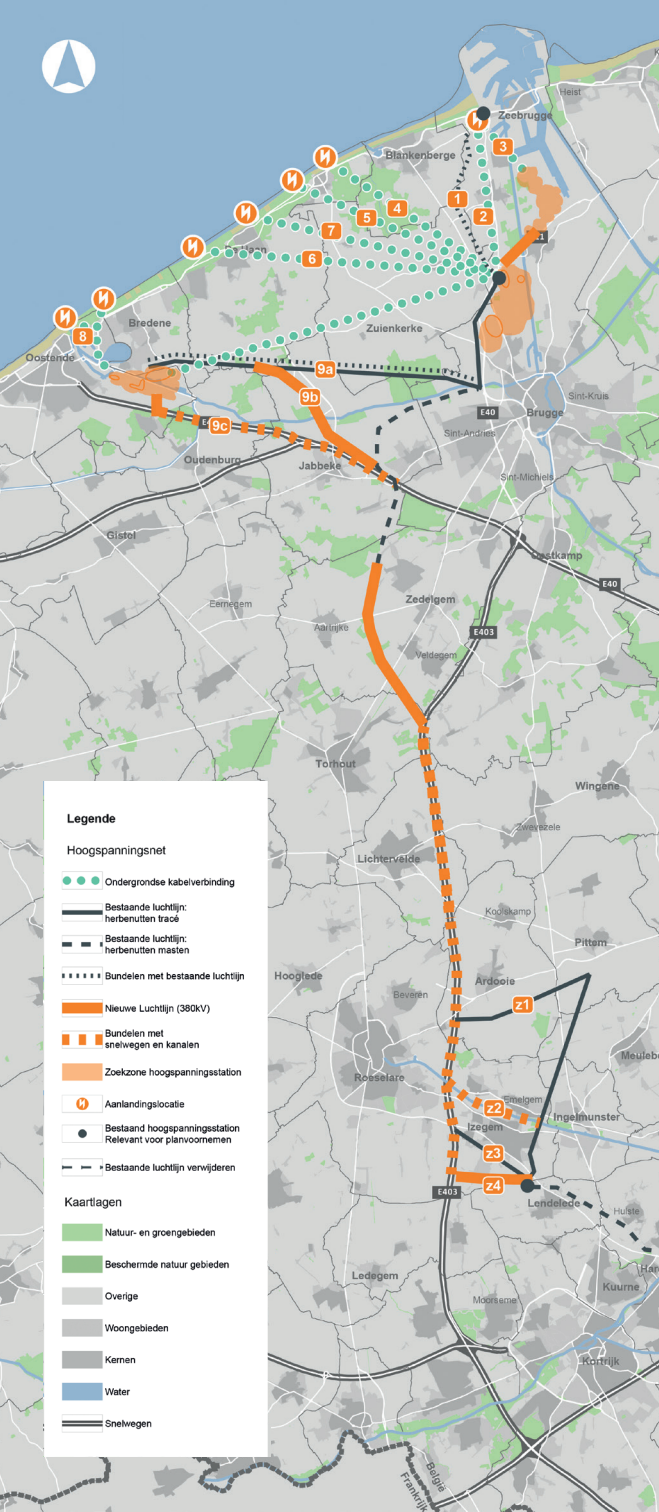 Heist
Zeebrugge
3
Blankenberge
1
2
4
5
7
6
De Haan
Bredene
8
Zuienkerke
Oostende
9a
9b
9c
E40
Brugge
Sint-Kruis
Sint-Andries
Oudenburg
Jabbeke
Sint-Michiels
Gistel
Oostkamp
E40
Eernegem
Zedelgem
Aartrijke
E403
Veldegem
Torhout
Wingene
Zwevezele
Lichtervelde
Koolskamp
Pittem
Hooglede
Ardooie
Beveren
z1
Roeselare
Emelgem
z2
Ingelmunster
Izegem
z3
z4
E403
Lendelede
Hulste
Ledegem
Kuurne
Moorsele
Kortrijk
België
Frankrijk
Legende
Hoogspanningsnet
Ondergrondse kabelverbinding
Bestaande luchtlijn:
herbenutten tracé
Bestaande luchtlijn:
herbenutten masten
Bundelen met bestaande luchtlijn
Nieuwe Luchtlijn (380kV)
Bundelen met
snelwegen en kanalen
Zoekzone hoogspanningsstation
Aanlandingslocatie
Bestand hoogspanningsstation
Relevant voor planvoornemen
Bestaande luchtlijn verwijderen
Kaartlagen
Natuur- en groengebieden
Beschermde natuur gebieden
Overige
Woongebieden
Kernen
Water
Snelwegen